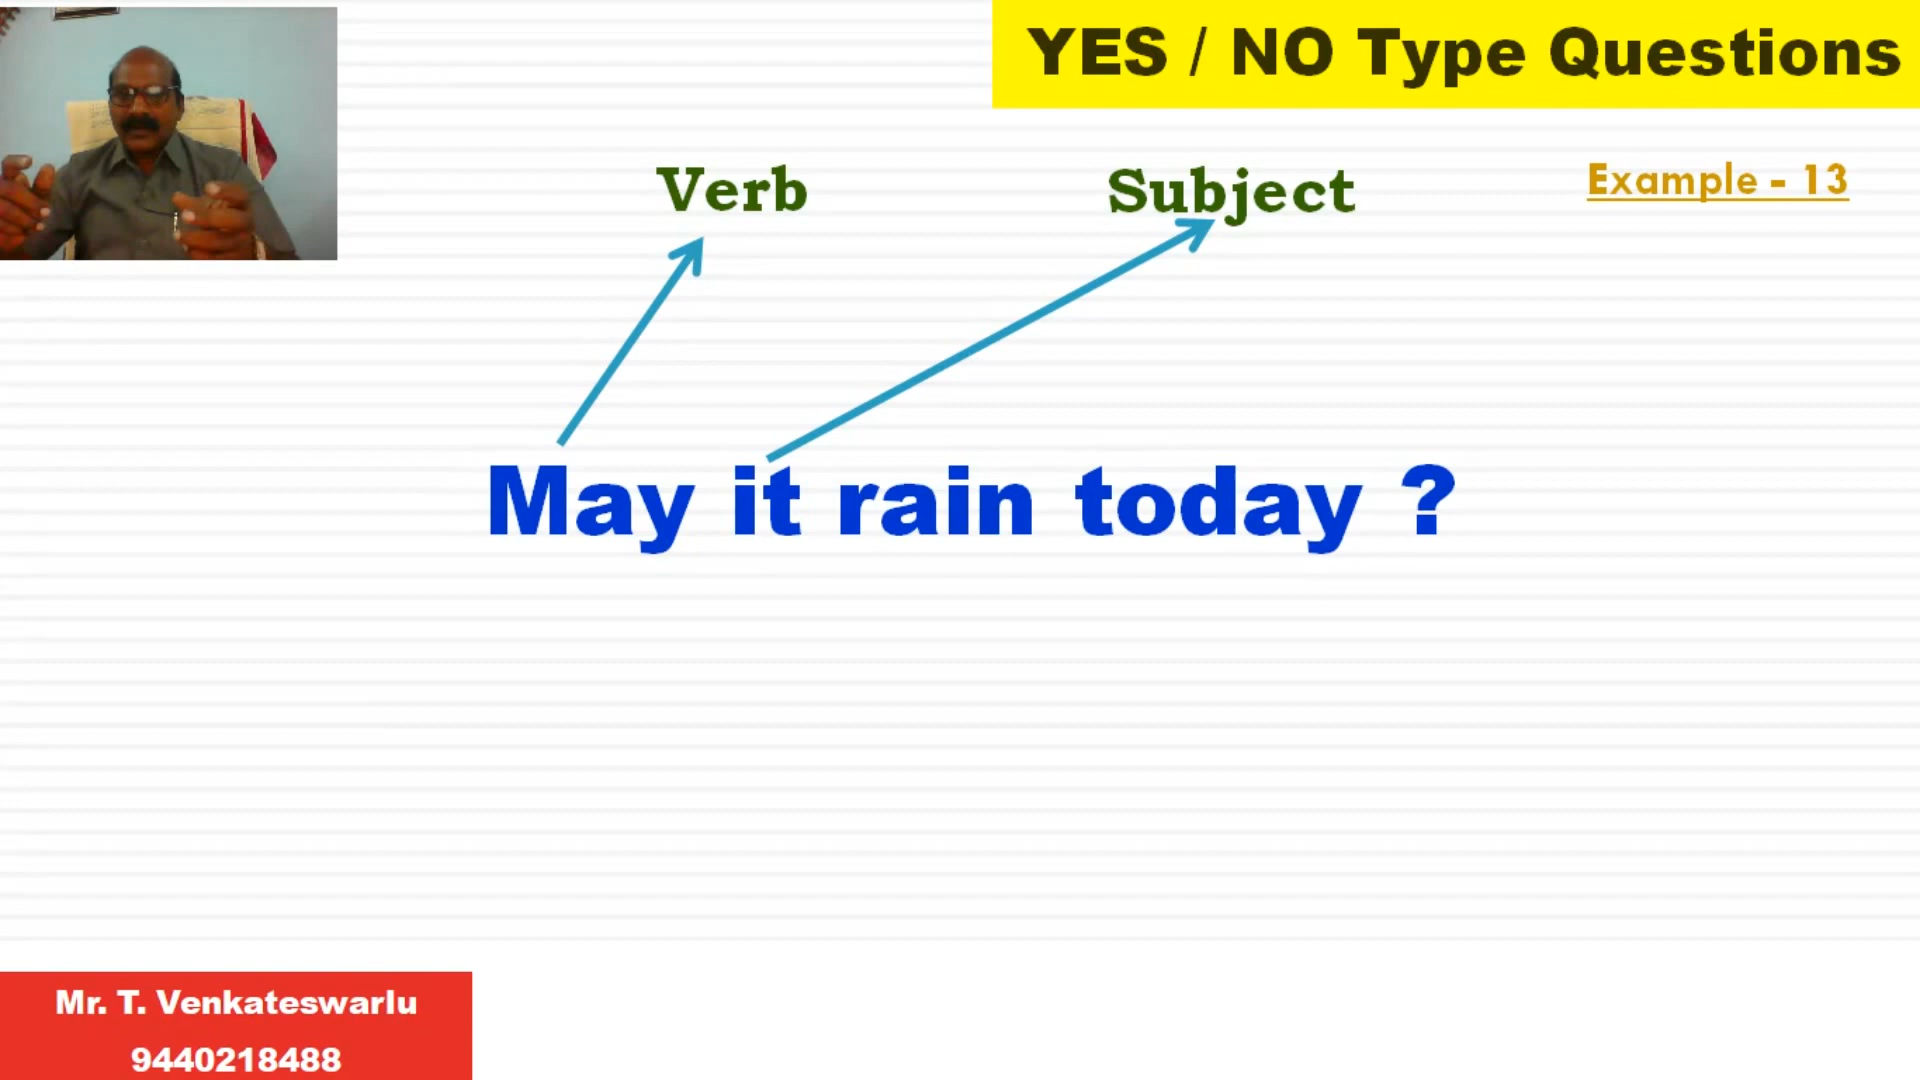 YES / NO Type Questions
Verb
Subject
Example - 13
May it rain today ?
Mr. T. Venkateswarlu
9440218488